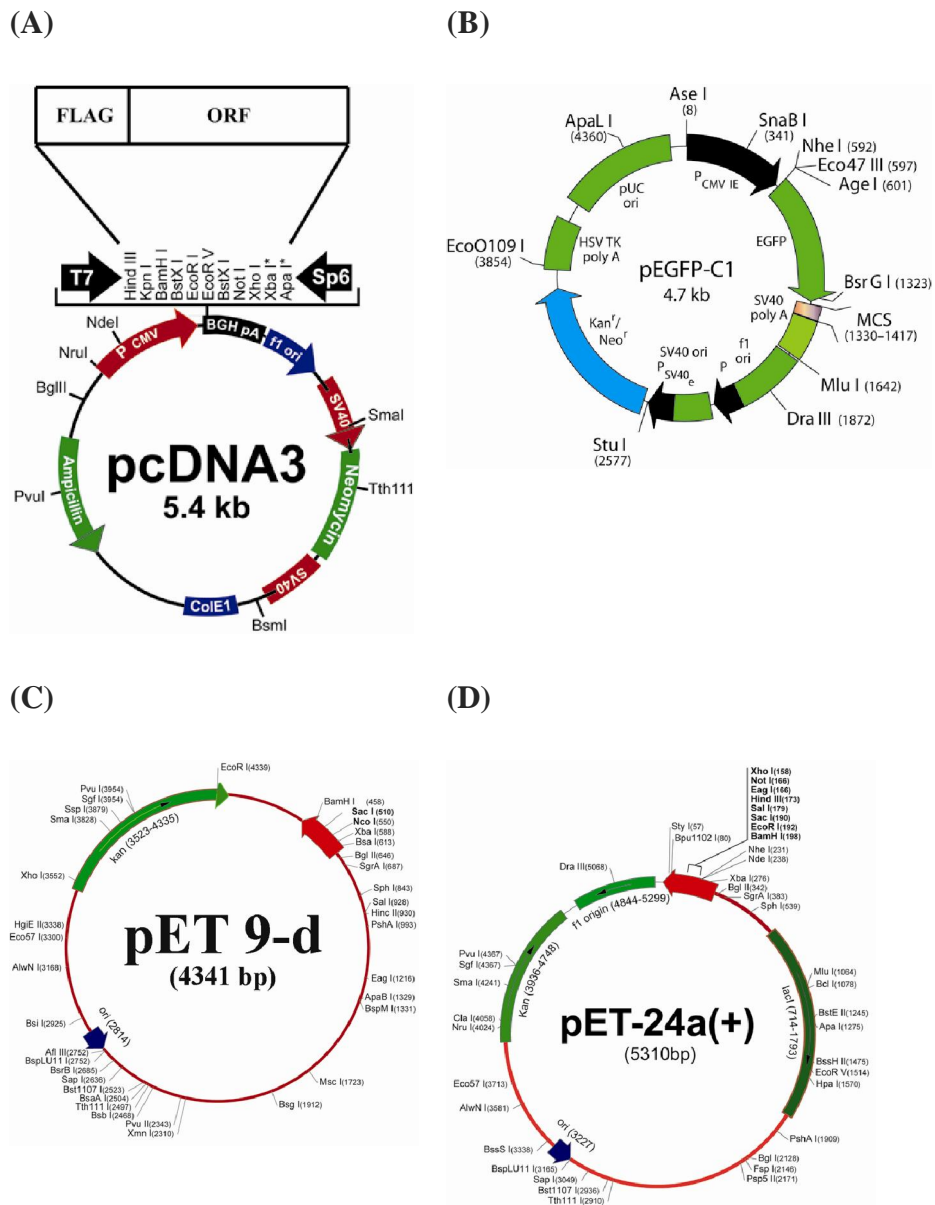 (A)
FLAG
ORF
T7
Hind III
Kpn I
BamH I
BstX I
EcoR I
EcoR V
BstX I
Not I
Xho I
Xba I*
Apa I*
Sp6
NdeI
NruI
BglII
PvuI
P CMV
BGH pA
f1 ori
SV40
SmaI
Neomycin
Tth111
SV40
BsmI
ColE1
Ampicillin
pcDNA3
5.4 kb
(B)
Ase I
(8)
ApaL I
(4360)
SnaB I
(341)
Nhe I (592)
Eco47 III (597)
Age I (601)
pUC
ori
P CMV IE
EGFP
EcoO109 I
(3854)
HSV TK
poly A
pEGFP-C1
4.7 kb
BsrG I (1323)
SV40
poly A
MCS
(1330–1417)
Kan r/
Neo r
SV40 ori
P SV40 e
P
f1
ori
Mlu I (1642)
Dra III (1872)
Stu I
(2577)
(C)
EcoR I(4339)
Pvu I(3954)
Sgf I(3954)
Ssp I(3879)
Sma I(3828)
kan (3523-4335)
Xho I(3552)
HgiE II(3338)
Eco57 I(3300)
AlwN I(3168)
Bsi I(2925)
ori (2814)
Afl III(2752)
BspLU11 I(2752)
BsrB I(2685)
Sap I(2636)
Bst1107 I(2523)
BsaA I(2504)
Tth111 I(2497)
Bsb I(2468)
Pvu II(2343)
Xmn I(2310)
BamH I (458)
Sac I (510)
Nco I(550)
Xba I(588)
Bsa I(613)
Bgl II(646)
SgrA I(687)
Sph I(843)
Sal I(928)
Hinc II(930)
PshA I(993)
Eag I(1216)
ApaB I(1329)
BspM I(1331)
Msc I(1723)
Bsg I(1912)
pET 9-d
(4341 bp)
(D)
Xho I(158)
Not I(166)
Eag I(166)
Hind III(173)
Sal I(179)
Sac I(190)
EcoR I(192)
BamH I(198)
Sty I(57)
Bpu1102 I(80)
Nhe I(231)
Nde I(238)
Dra III(5068)
f1 origin (4844-5299)
Xba I(276)
Bgl II(342)
SgrA I(383)
Sph I(539)
Pvu I(4367)
Sgf I(4367)
Sma I(4241)
Kan (3936-4748)
Cla I(4058)
Nru I(4024)
Mlu I(1064)
Bcl I(1078)
lacI (714-1793)
BstE II(1245)
Apa I(1275)
BssH II(1475)
EcoR V(1514)
Hpa I(1570)
pET-24a(+)
(5310bp)
Eco57 I(3713)
AlwN I(3581)
BssS I(3338)
ori (3227)
BspLU11 I(3165)
Sap I(3049)
Bst1107 I(2936)
Tth111 I(2910)
PshA I(1909)
Bgl I(2128)
Fsp I(2146)
Psp5 II(2171)